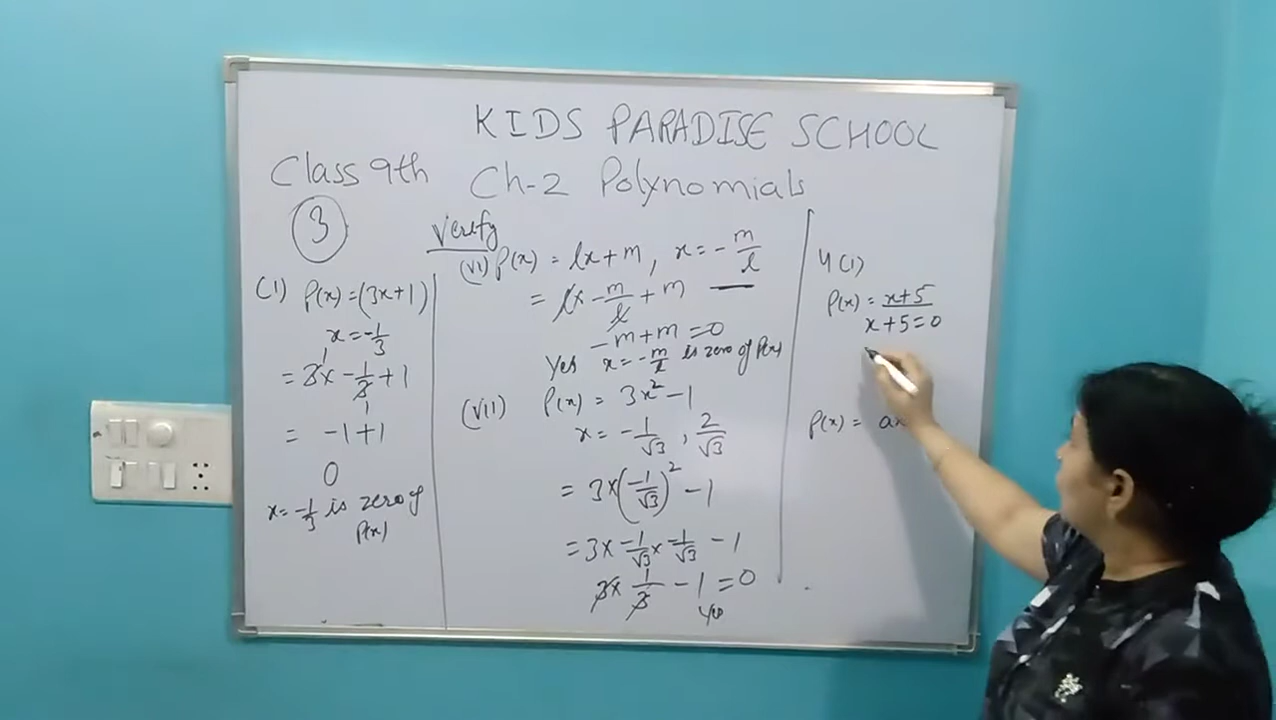 KIDS PARADISE SCHOOL
Class 9th Ch-2 Polynomials
3
Verify
(I) P(x) = (3x+1)
x = -1/3
= 3x - 1/3 + 1
= -1+1
0
x = -1/3 is zero of
P(x)
(VI) P(x) = lx + m, x = - m/l
= l x - m/l + m
- m + m = 0
Yes x = - m/l is zero of P(x)
(VII) P(x) = 3x² - 1
x = - 1/√3 , 2/√3
= 3x (-1/√3)² - 1
= 3x -1/√3 x -1/√3 - 1
3x 1/3 - 1 = 0
yes
4 (I)
P(x) = x+5
x + 5 = 0
P(x) = ax